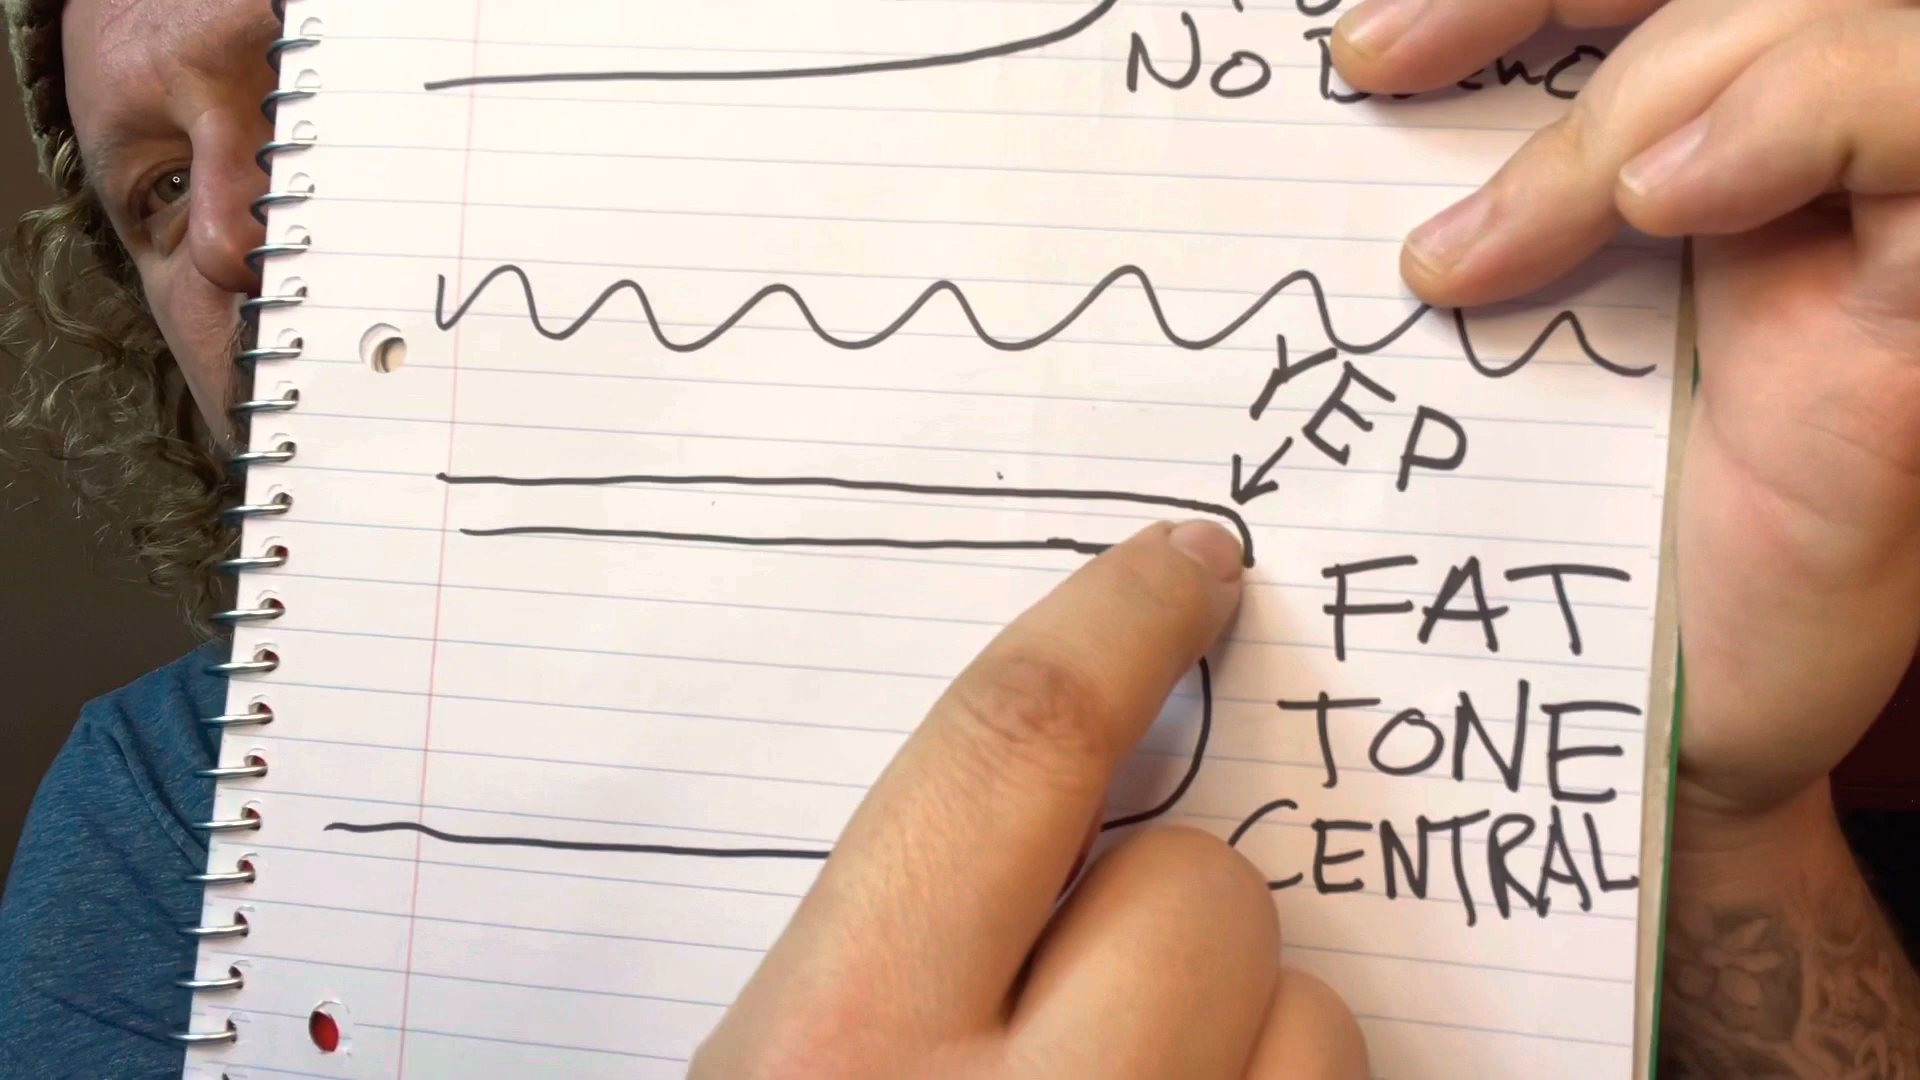 No
YEP
FAT
TONE
CENTRAL